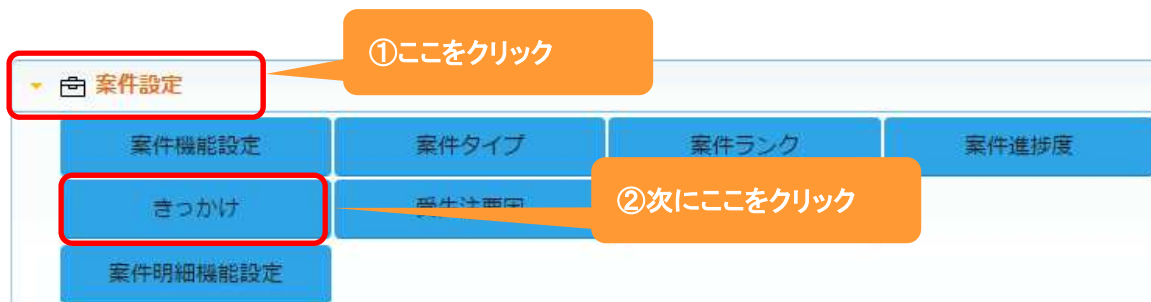 ①ここをクリック
案件設定
案件機能設定
案件タイプ
案件ランク
案件進捗度
きっかけ
②次にここをクリック
案件明細機能設定